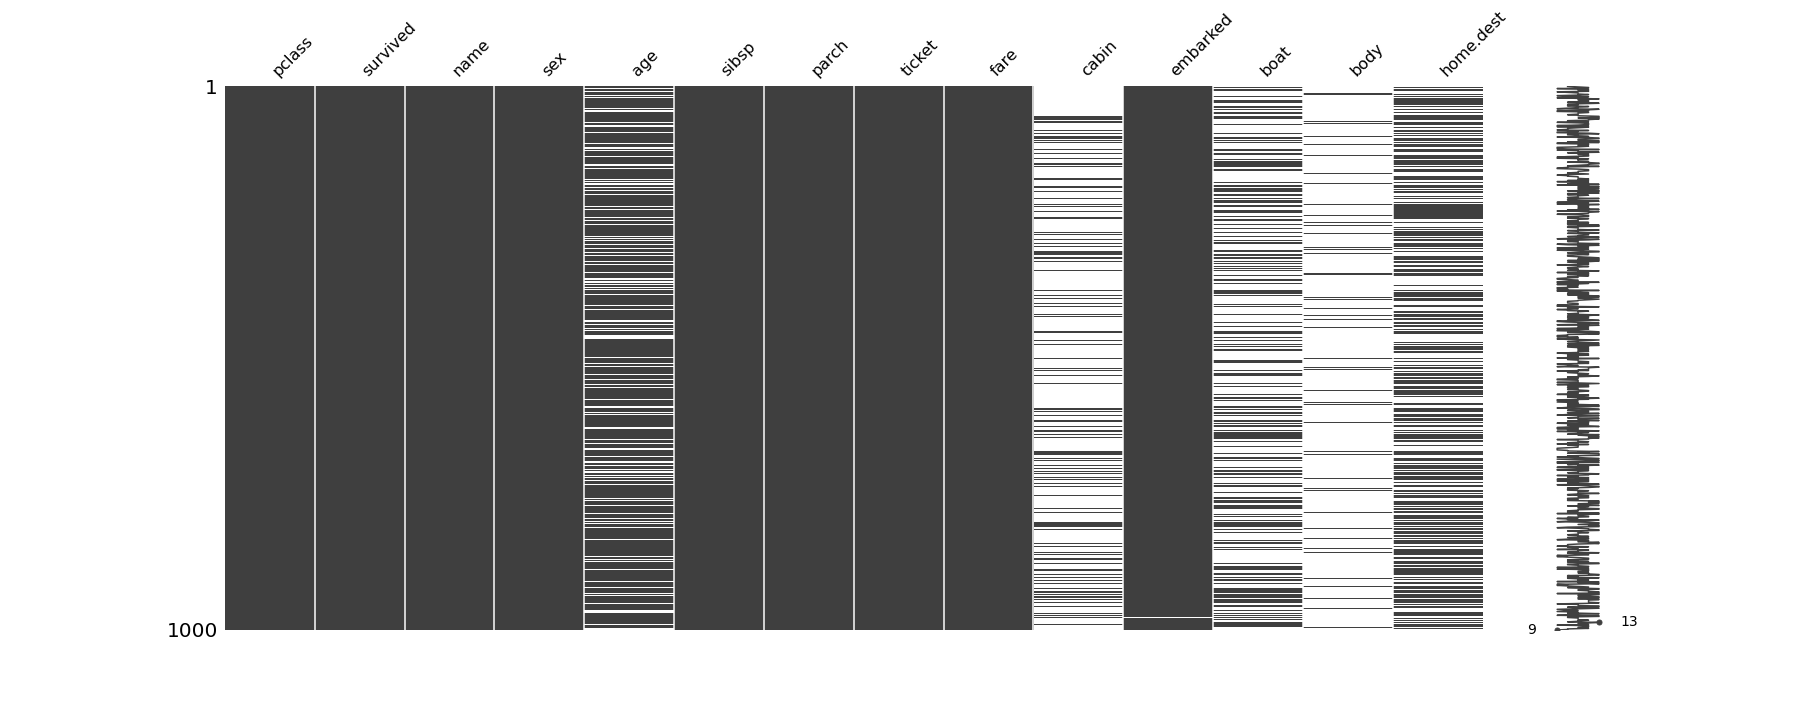 pclass
survived
name
sex
age
sibsp
parch
ticket
fare
cabin
embarked
boat
body
home.dest
1
1000
9
13